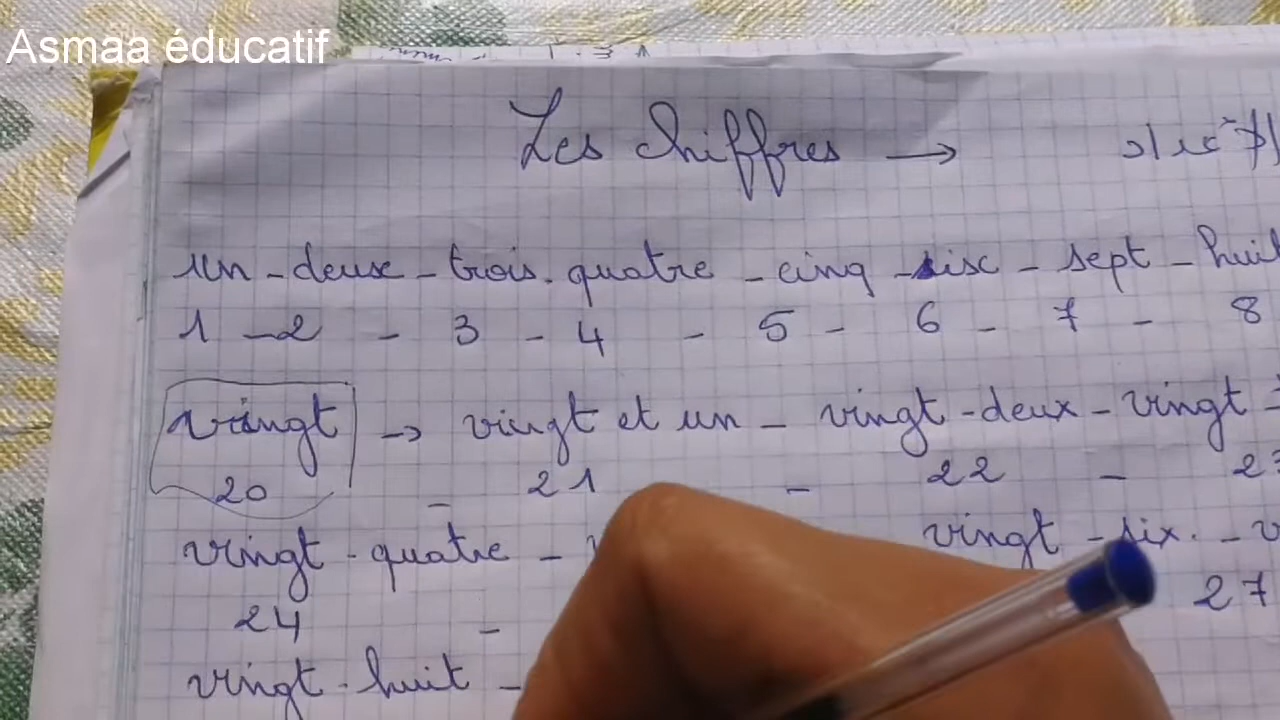 Asmaa éducatif
Les chiffres →
un - deux - trois - quatre - cinq - six - sept - huit
1 - 2 - 3 - 4 - 5 - 6 - 7 - 8
vingt → vingt et un - vingt-deux - vingt -
20 - 21 - 22 -
vingt-quatre - vingt-six. -
24 - 27
vingt-huit -